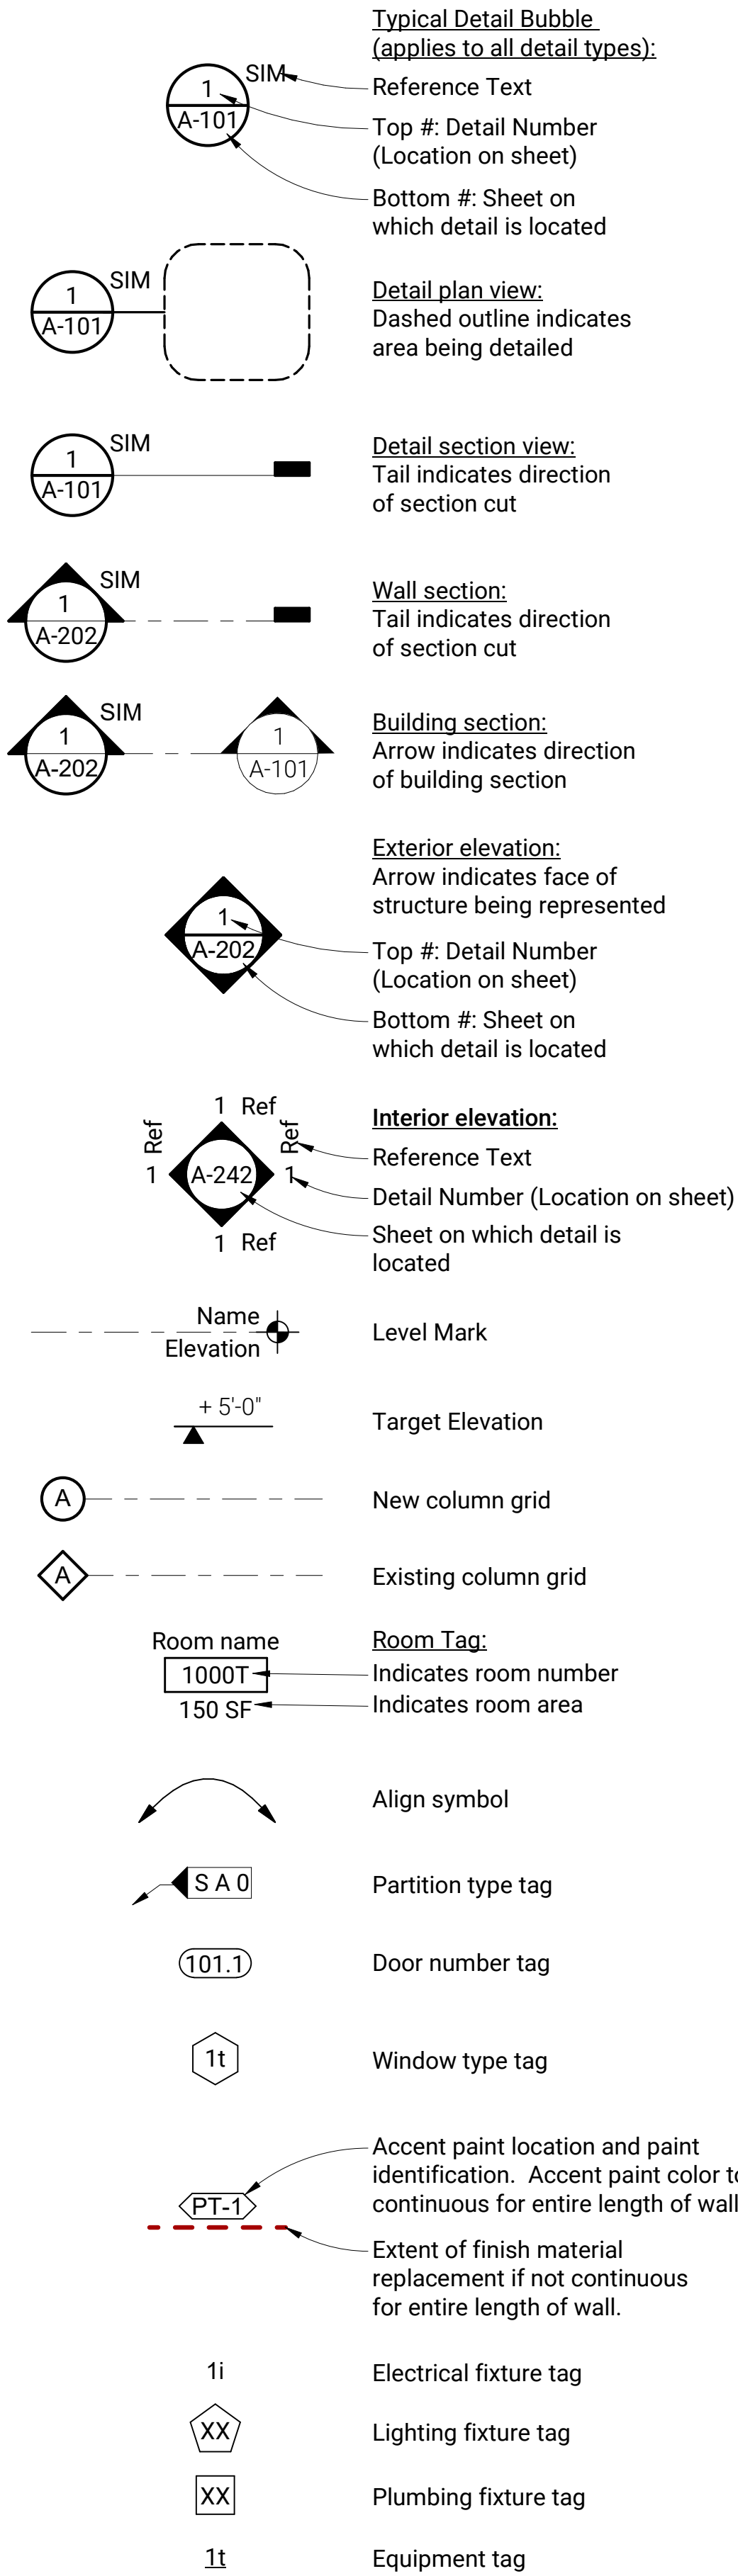 Typical Detail Bubble
(applies to all detail types):
SIM
1
A-101
Reference Text
Top #: Detail Number
(Location on sheet)
Bottom #: Sheet on
which detail is located
SIM
1
A-101
Detail plan view:
Dashed outline indicates
area being detailed
SIM
1
A-101
Detail section view:
Tail indicates direction
of section cut
SIM
1
A-202
Wall section:
Tail indicates direction
of section cut
SIM
1
A-202
1
A-101
Building section:
Arrow indicates direction
of building section
Exterior elevation:
Arrow indicates face of
structure being represented
1
A-202
Top #: Detail Number
(Location on sheet)
Bottom #: Sheet on
which detail is located
1 Ref
Ref
1
A-242
Ref
1
1 Ref
Interior elevation:
Reference Text
Detail Number (Location on sheet)
Sheet on which detail is
located
Name
Elevation
Level Mark
+ 5'-0"
Target Elevation
A
New column grid
A
Existing column grid
Room name
1000T
150 SF
Room Tag:
Indicates room number
Indicates room area
Align symbol
S A 0
Partition type tag
101.1
Door number tag
1t
Window type tag
PT-1
Accent paint location and paint
identification. Accent paint color
continuous for entire length of wall
Extent of finish material
replacement if not continuous
for entire length of wall.
1i
Electrical fixture tag
XX
Lighting fixture tag
XX
Plumbing fixture tag
1t
Equipment tag